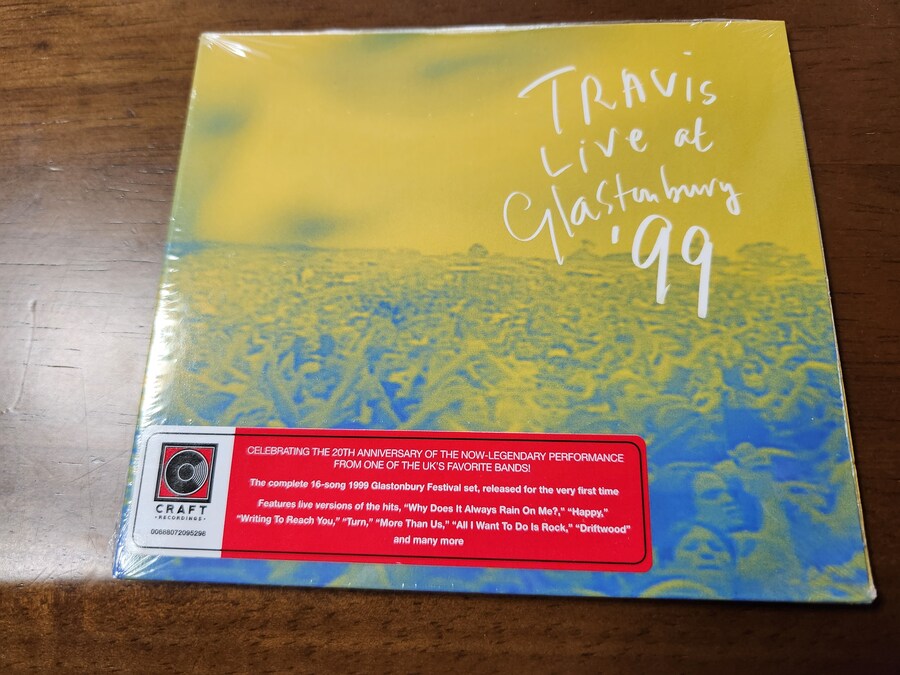 TRAVIS
Live at
Glastonbury
'99
CELEBRATING THE 20TH ANNIVERSARY OF THE NOW-LEGENDARY PERFORMANCE
FROM ONE OF THE UK'S FAVORITE BANDS!
The complete 16-song 1999 Glastonbury Festival set, released for the very first time
Features live versions of the hits, "Why Does It Always Rain On Me?," "Happy,"
"Writing To Reach You," "Turn," "More Than Us," "All I Want To Do Is Rock," "Driftwood"
and many more
CRAFT
•RECORDINGS•
00888072095298